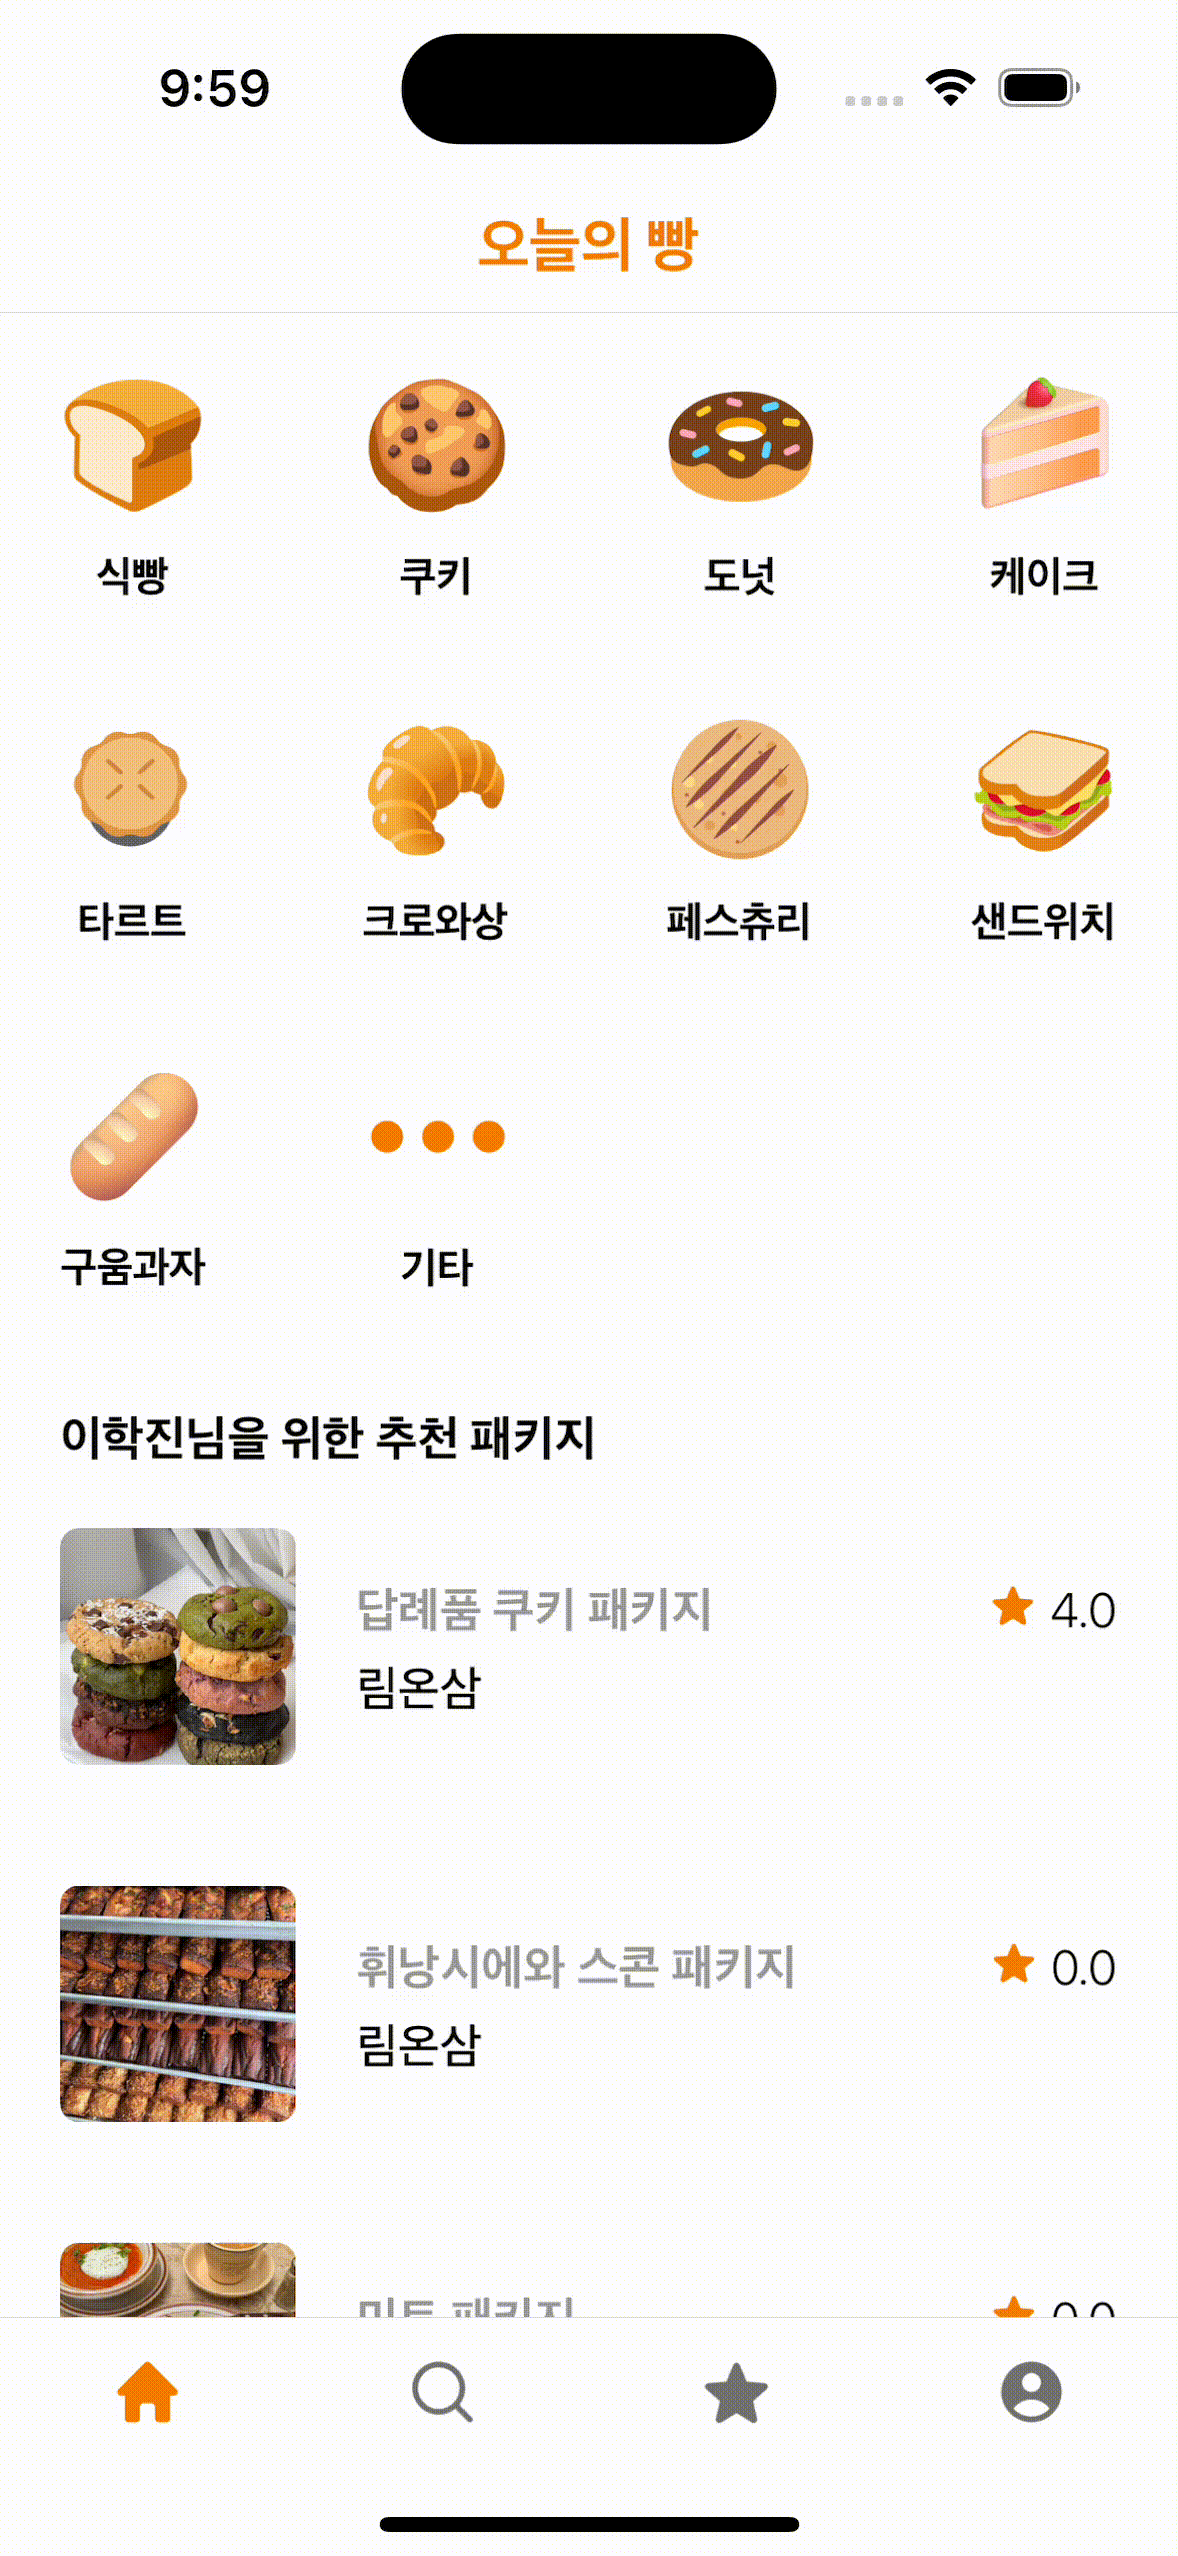 9:59
오늘의 빵
식빵 쿠키 도넛 케이크
타르트 크로와상 페스츄리 샌드위치
구움과자 기타
이학진님을 위한 추천 패키지
답례품 쿠키 패키지 4.0
림온삼
휘낭시에와 스콘 패키지 0.0
림온삼
패키지 0.0